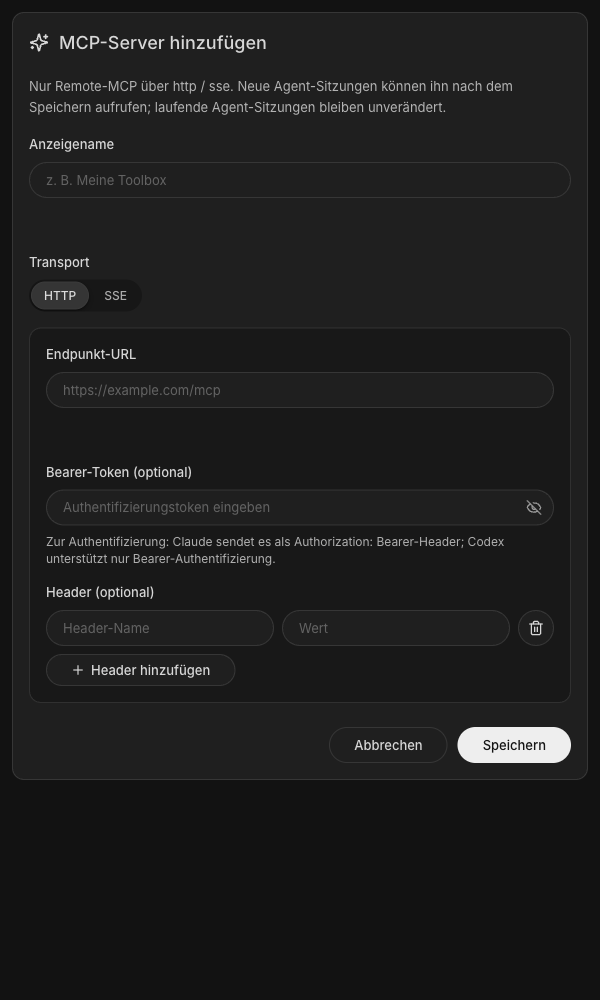 MCP-Server hinzufügen
Nur Remote-MCP über http / sse. Neue Agent-Sitzungen können ihn nach dem
Speichern aufrufen; laufende Agent-Sitzungen bleiben unverändert.
Anzeigename
z. B. Meine Toolbox
Transport
HTTP SSE
Endpunkt-URL
https://example.com/mcp
Bearer-Token (optional)
Authentifizierungstoken eingeben
Zur Authentifizierung: Claude sendet es als Authorization: Bearer-Header; Codex
unterstützt nur Bearer-Authentifizierung.
Header (optional)
Header-Name Wert
Header hinzufügen
Abbrechen Speichern